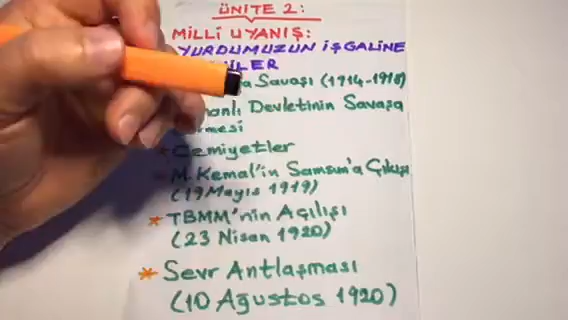 ÜNİTE 2:
MİLLİ UYANIŞ:
YURDUMUZUN İŞGALİNE
Savaşı (1914-1918)
Devletinin Savaşa
* Cemiyetler
* M. Kemal'in Samsun'a Çıkışı
(19 Mayıs 1919)
* TBMM'nin Açılışı
(23 Nisan 1920)
* Sevr Antlaşması
(10 Ağustos 1920)